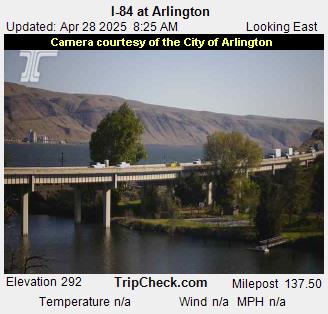 I-84 at Arlington
Updated: Apr 28 2025 8:25 AM Looking East
Camera courtesy of the City of Arlington
Elevation 292 TripCheck.com Milepost 137.50
Temperature n/a Wind n/a MPH n/a